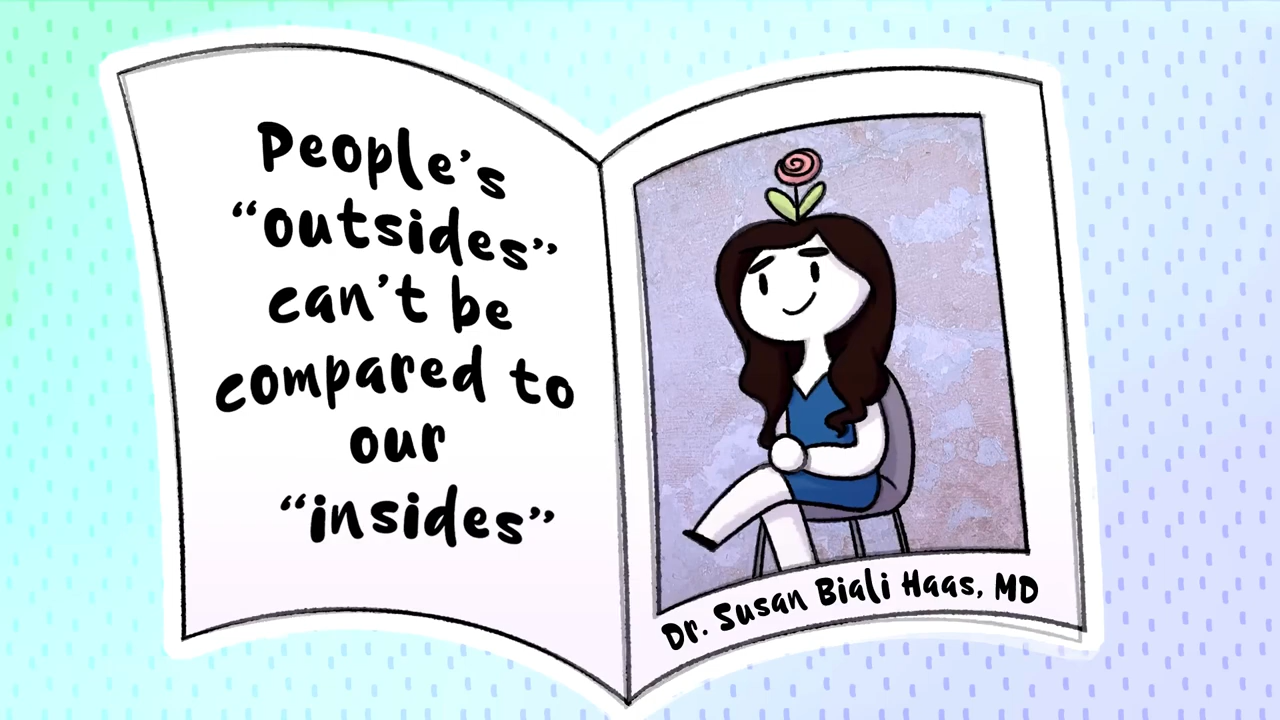 People's
“outsides”
can't be
compared to
our
“insides”
Dr. Susan Biali Haas, MD